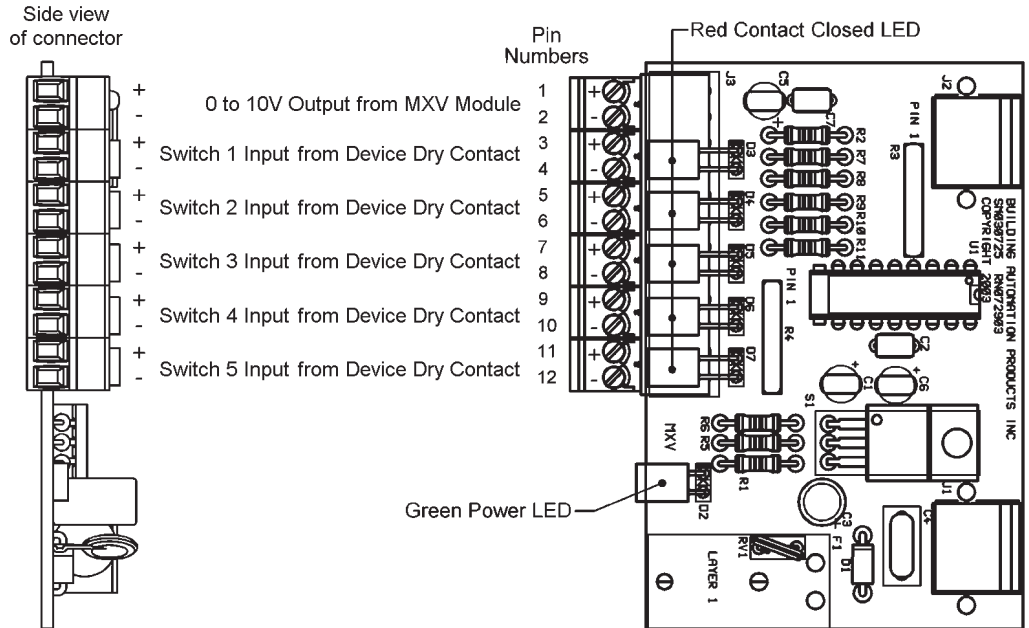 Side view
of connector
Pin
Numbers
Red Contact Closed LED
+
-
+
-
+
-
+
-
+
-
+
-
0 to 10V Output from MXV Module
Switch 1 Input from Device Dry Contact
Switch 2 Input from Device Dry Contact
Switch 3 Input from Device Dry Contact
Switch 4 Input from Device Dry Contact
Switch 5 Input from Device Dry Contact
1
2
3
4
5
6
7
8
9
10
11
12
+
-
+
-
+
-
+
-
+
-
+
-
J3
C5
+
C7
J2
D3
D4
D5
D6
D7
R2
R7
R8
R9
R10
R11
PIN 1
R3
BUILDING AUTOMATION PRODUCTS INC
SM030725 RN072903
COPYRIGHT 2003
U1
PIN 1
R4
C2
+
C1
+
C6
S1
R6
R5
R1
MXV
D2
Green Power LED
C3
+
F1
RV1
LAYER 1
D1
C4
J1